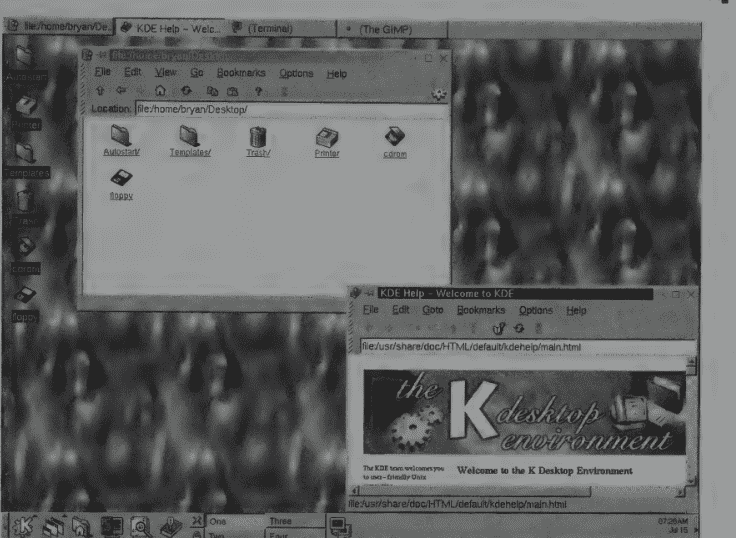 file:/home/bryan/De..
KDE Help - Welc...
(Terminal)
(The GIMP)
Autostart
Printer
Templates
Trash
cdrom
floppy
File Edit View Go Bookmarks Options Help
Location: file:/home/bryan/Desktop/
Autostart/ Templates/ Trash/ Printer cdrom
floppy
KDE Help - Welcome to KDE
File Edit Goto Bookmarks Options Help
file:/usr/share/doc/HTML/default/kdehelp/main.html
the K desktop
environment
The KDE team welcomes you
to user-friendly Unix
Welcome to the K Desktop Environment
file:/usr/share/doc/HTML/default/kdehelp/main.html
One Three
Two Four
07:26AM
Jul 15